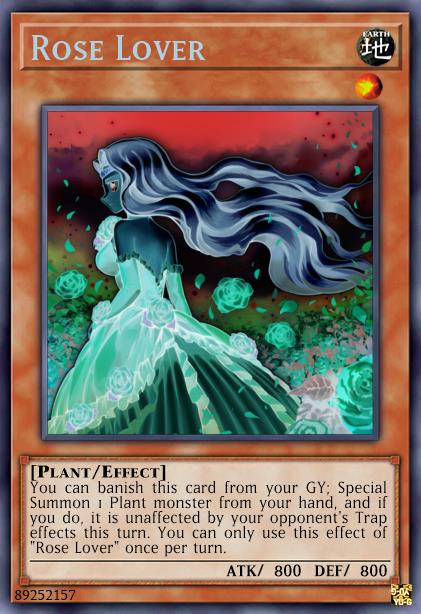 Rose Lover
EARTH
地
[Plant/Effect]
You can banish this card from your GY; Special
Summon 1 Plant monster from your hand, and if
you do, it is unaffected by your opponent's Trap
effects this turn. You can only use this effect of
"Rose Lover" once per turn.
ATK/ 800 DEF/ 800
89252157